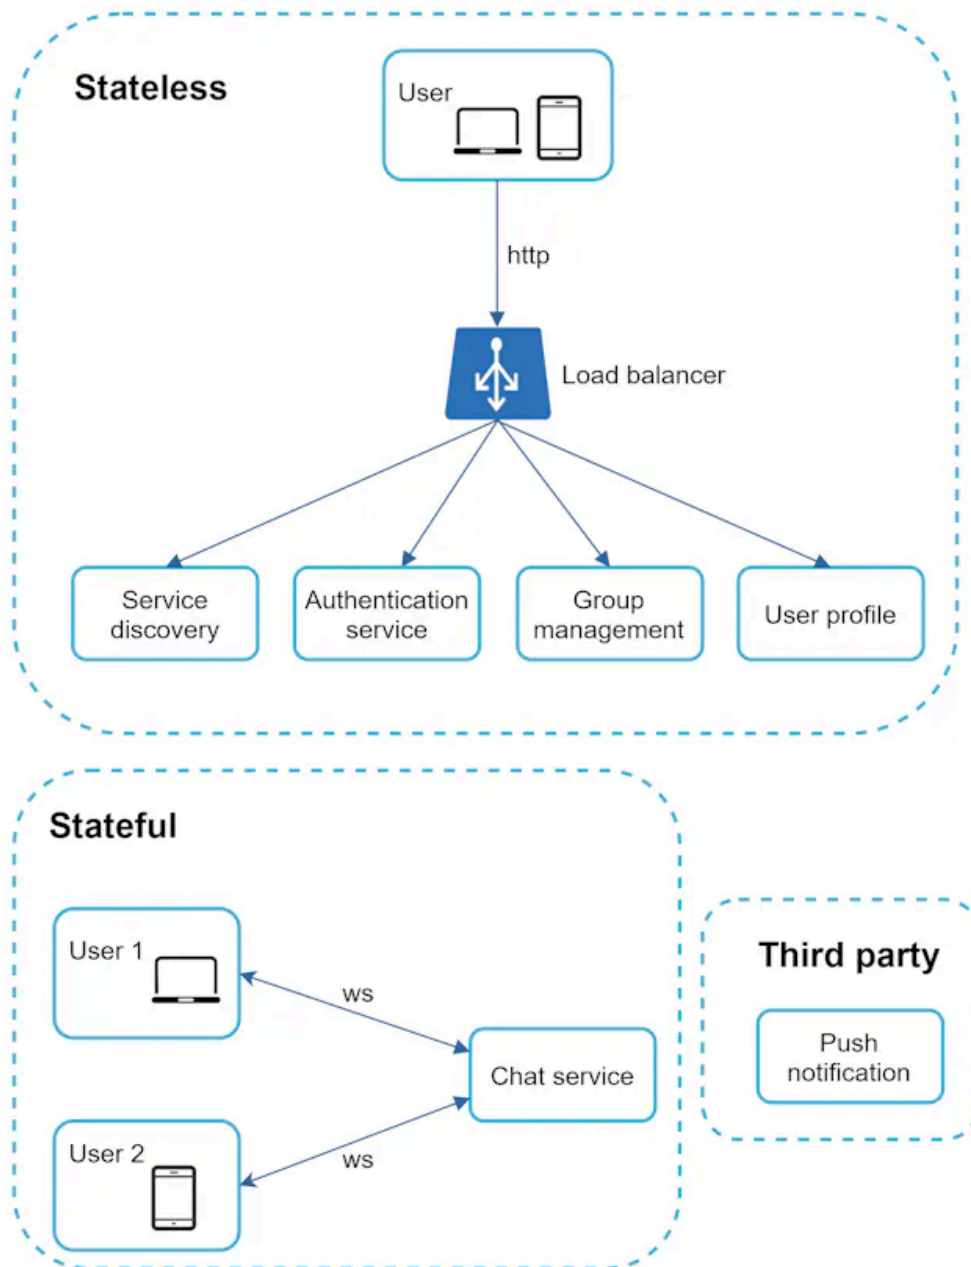 Stateless
User
http
Load balancer
Service
discovery
Authentication
service
Group
management
User profile
Stateful
User 1
ws
Chat service
User 2
ws
Third party
Push
notification